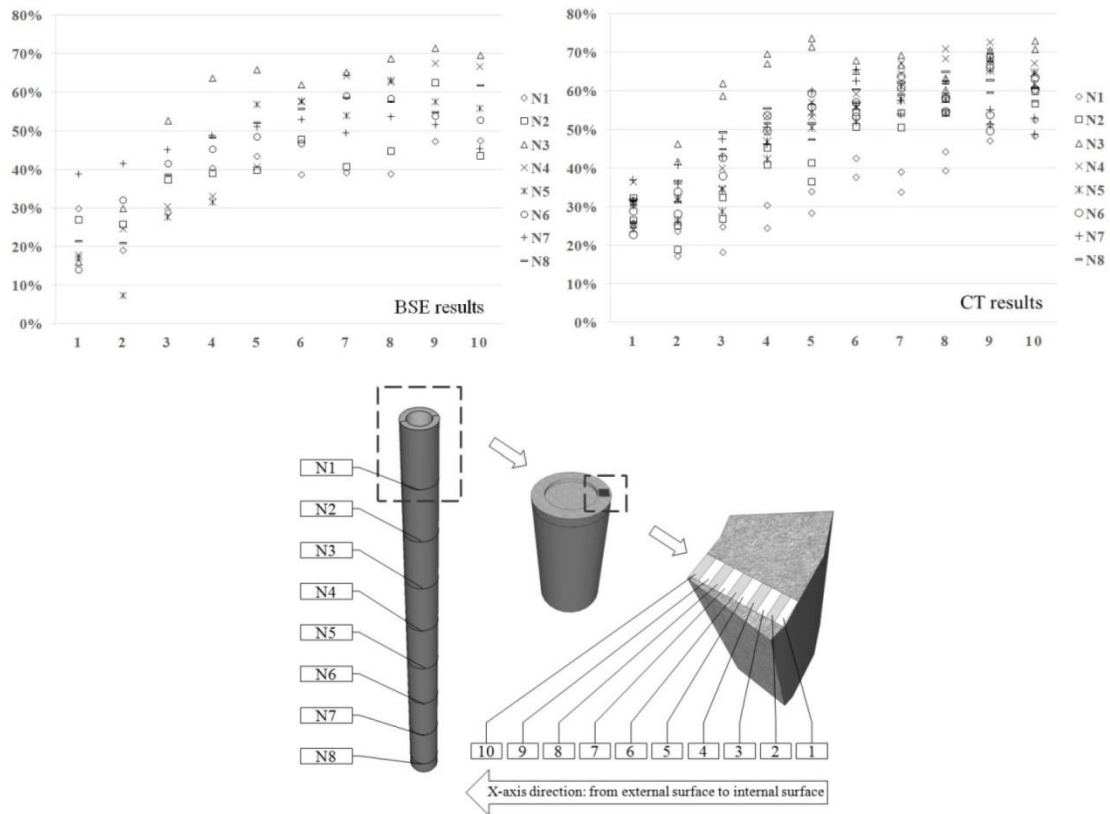 80%
70%
60%
50%
40%
30%
20%
10%
0%
1 2 3 4 5 6 7 8 9 10
BSE results
N1
N2
N3
N4
N5
N6
N7
N8
80%
70%
60%
50%
40%
30%
20%
10%
0%
1 2 3 4 5 6 7 8 9 10
CT results
N1
N2
N3
N4
N5
N6
N7
N8
N1
N2
N3
N4
N5
N6
N7
N8
10 9 8 7 6 5 4 3 2 1
X-axis direction: from external surface to internal surface